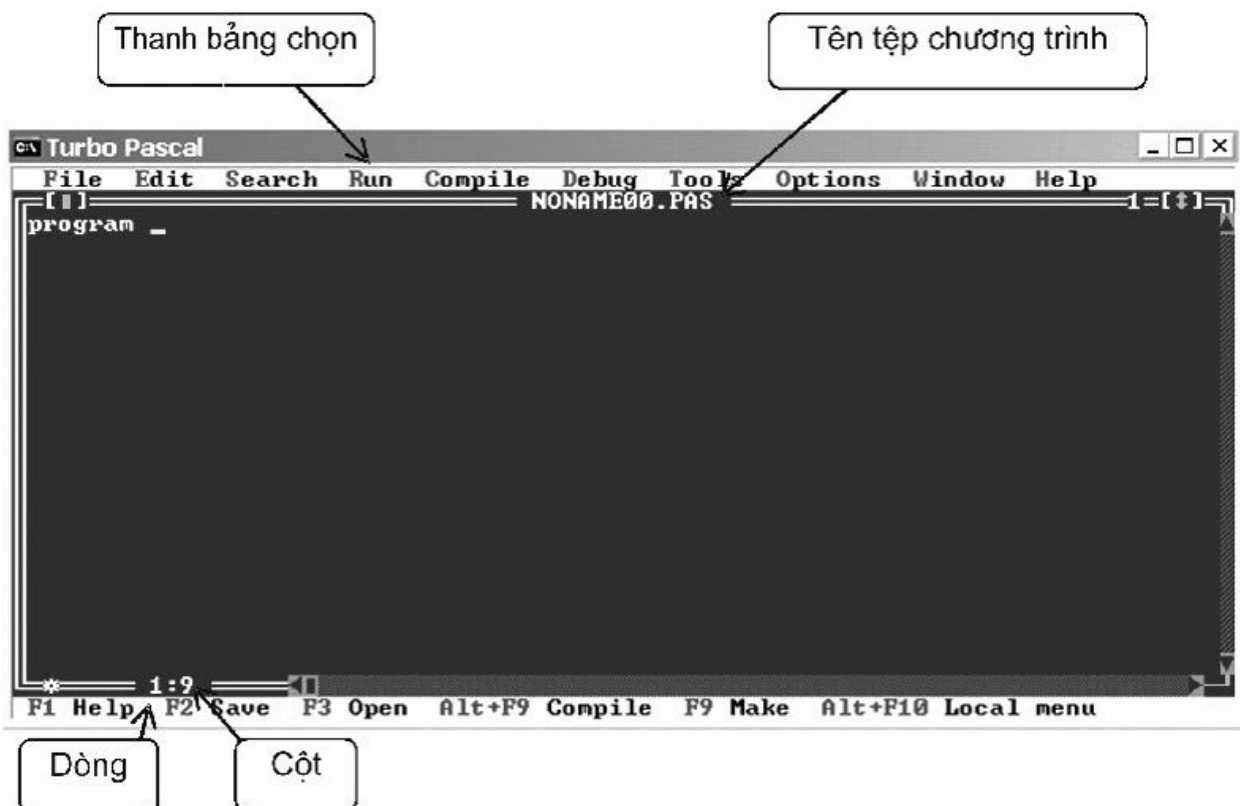 Thanh bảng chọn
Tên tệp chương trình
Turbo Pascal
File Edit Search Run Compile Debug Tools Options Window Help
NONAME00.PAS 1=[↕]
program _
1:9
F1 Help F2 Save F3 Open Alt+F9 Compile F9 Make Alt+F10 Local menu
Dòng
Cột